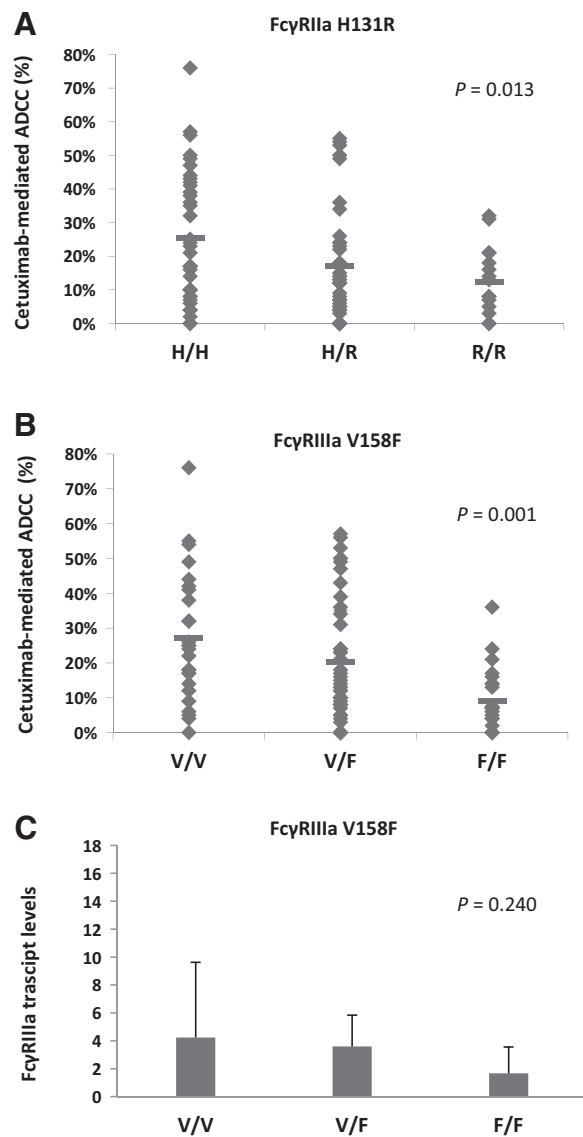 A
FcγRIIa H131R
Cetuximab-mediated ADCC (%)
80%
70%
60%
50%
40%
30%
20%
10%
0%
P = 0.013
H/H H/R R/R
B
FcγRIIIa V158F
Cetuximab-mediated ADCC (%)
80%
70%
60%
50%
40%
30%
20%
10%
0%
P = 0.001
V/V V/F F/F
C
FcγRIIIa V158F
FcγRIIIa trascipt levels
18
16
14
12
10
8
6
4
2
0
P = 0.240
V/V V/F F/F